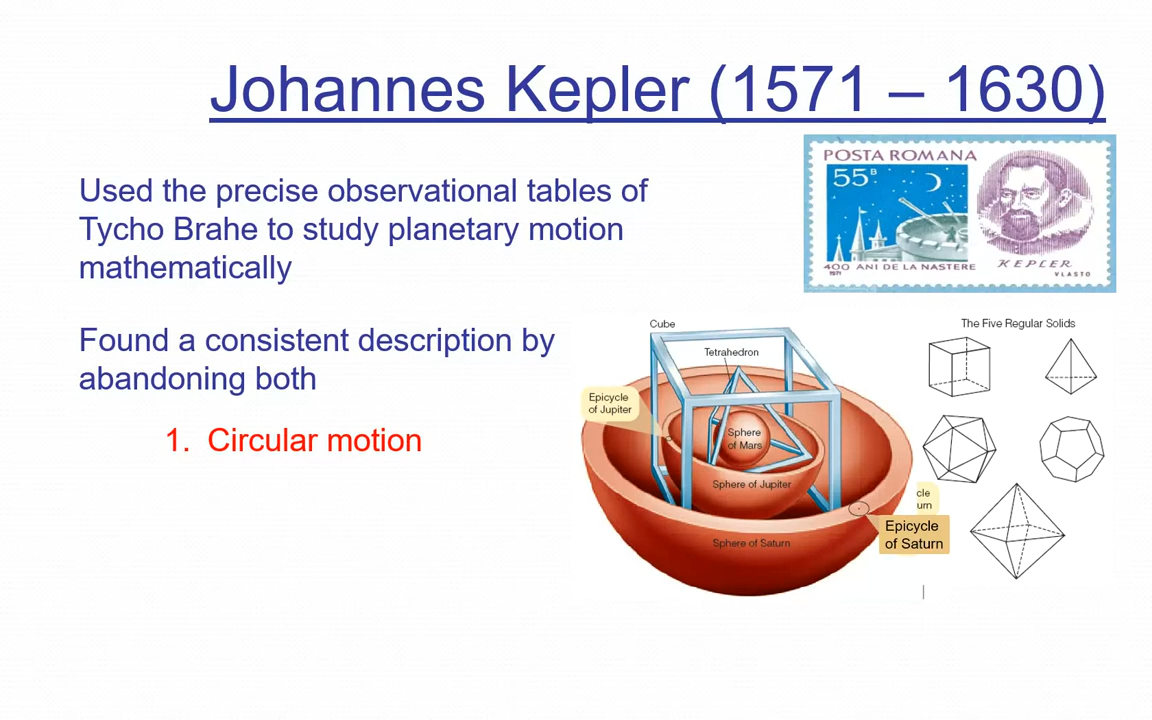 Johannes Kepler (1571 – 1630)
Used the precise observational tables of
Tycho Brahe to study planetary motion
mathematically
POSTA ROMANA
55B
400 ANI DE LA NASTERE
1971
KEPLER
VLASTO
Found a consistent description by
abandoning both
1. Circular motion
Cube
Tetrahedron
Epicycle
of Jupiter
Sphere
of Mars
Sphere of Jupiter
Sphere of Saturn
cle
urn
Epicycle
of Saturn
The Five Regular Solids